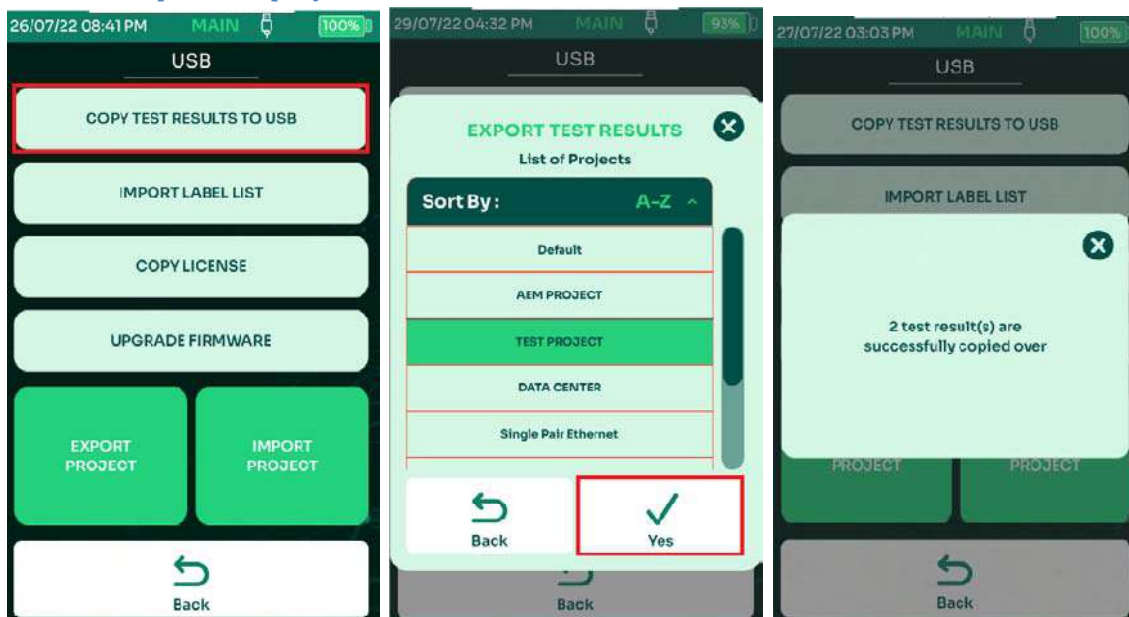 26/07/22 08:41 PM MAIN 100%
USB
COPY TEST RESULTS TO USB
IMPORT LABEL LIST
COPY LICENSE
UPGRADE FIRMWARE
EXPORT
PROJECT
IMPORT
PROJECT
Back
29/07/22 04:32 PM MAIN 93%
USB
EXPORT TEST RESULTS
List of Projects
Sort By : A-Z
Default
AEM PROJECT
TEST PROJECT
DATA CENTER
Single Pair Ethernet
Back
Yes
Back
27/07/22 03:03 PM MAIN 100%
USB
COPY TEST RESULTS TO USB
IMPORT LABEL LIST
2 test result(s) are
successfully copied over
PROJECT PROJECT
Back